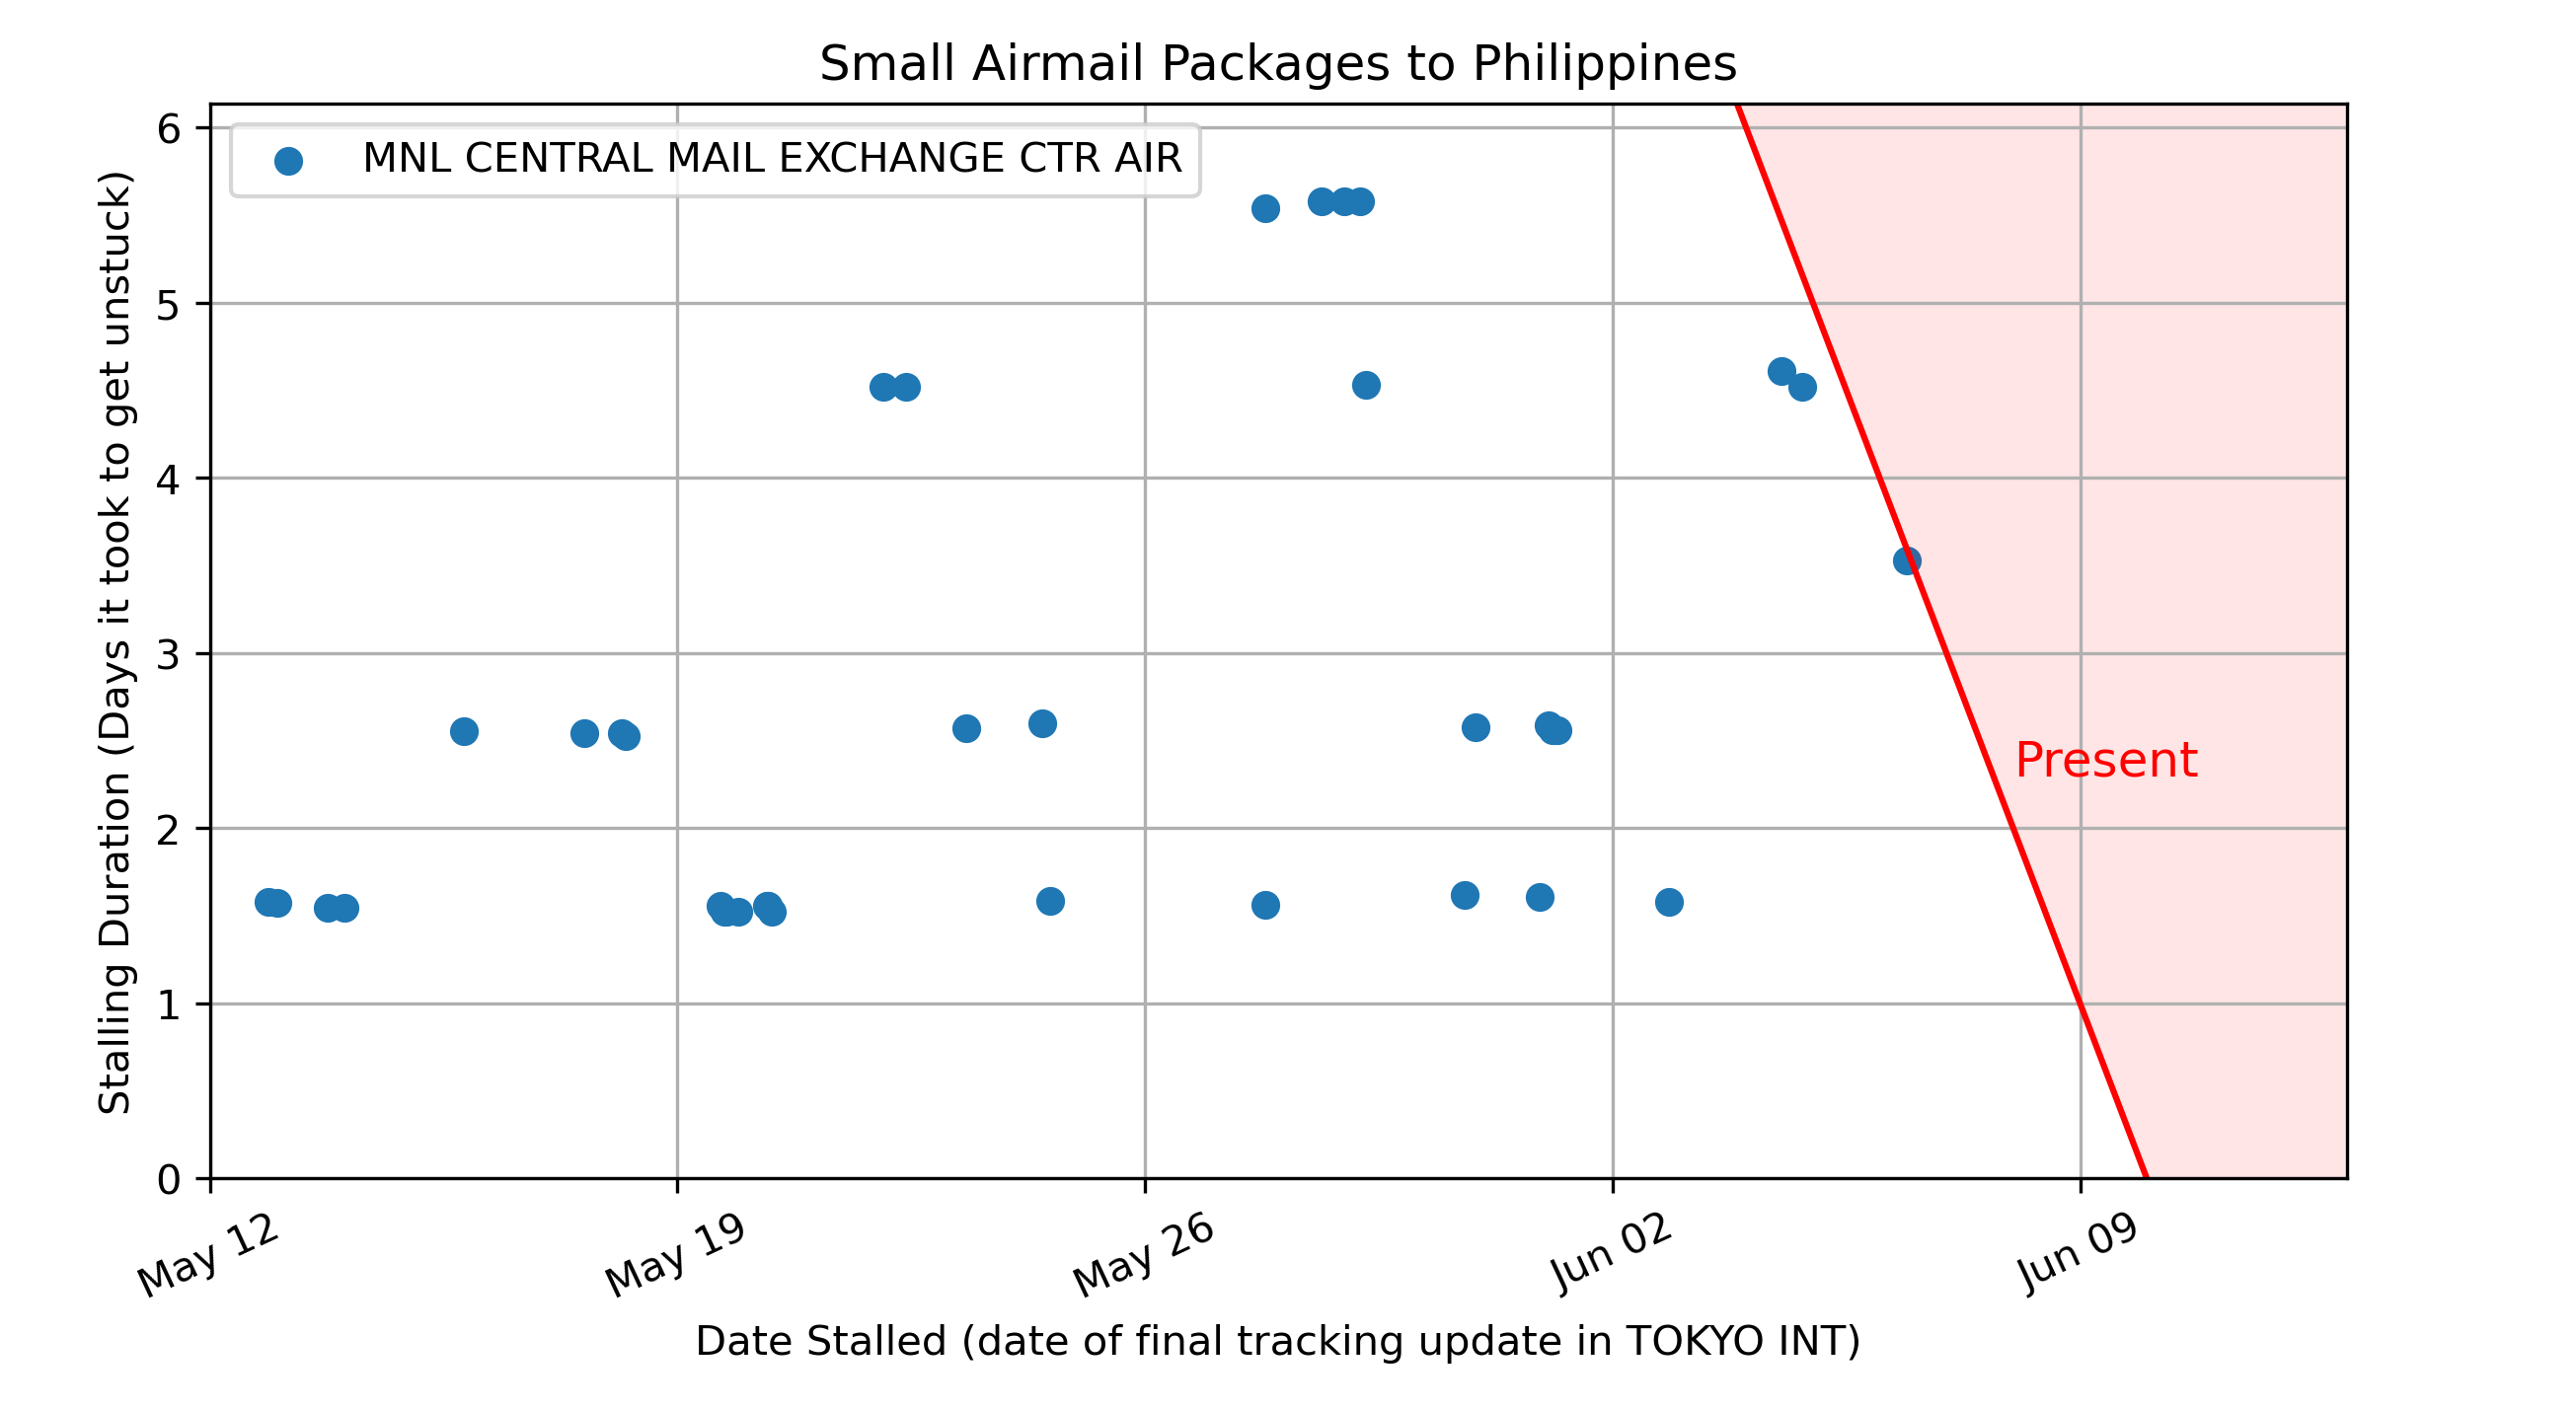 Small Airmail Packages to Philippines
MNL CENTRAL MAIL EXCHANGE CTR AIR
Stalling Duration (Days it took to get unstuck)
6
5
4
3
2
1
0
Present
May 12
May 19
May 26
Jun 02
Jun 09
Date Stalled (date of final tracking update in TOKYO INT)